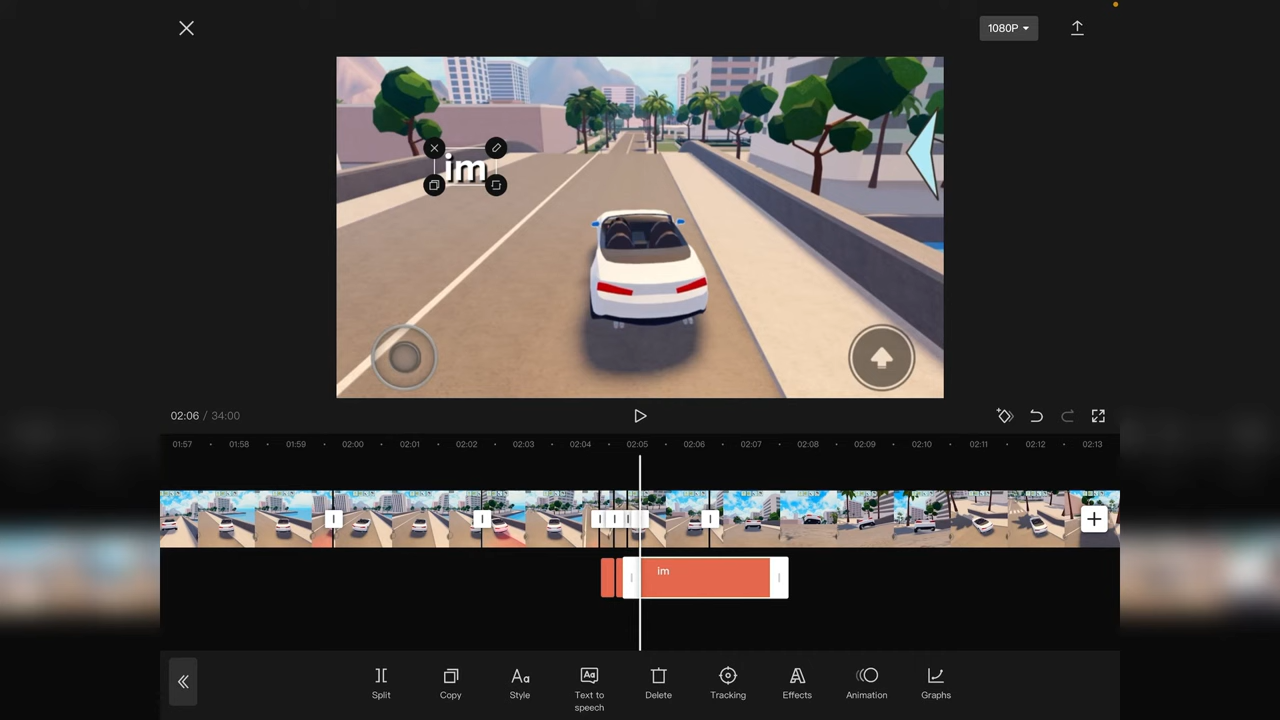 1080P
im
02:06 / 34:00
01:57 01:58 01:59 02:00 02:01 02:02 02:03 02:04 02:05 02:06 02:07 02:08 02:09 02:10 02:11 02:12 02:13
im
Split
Copy
Style
Text to
speech
Delete
Tracking
Effects
Animation
Graphs